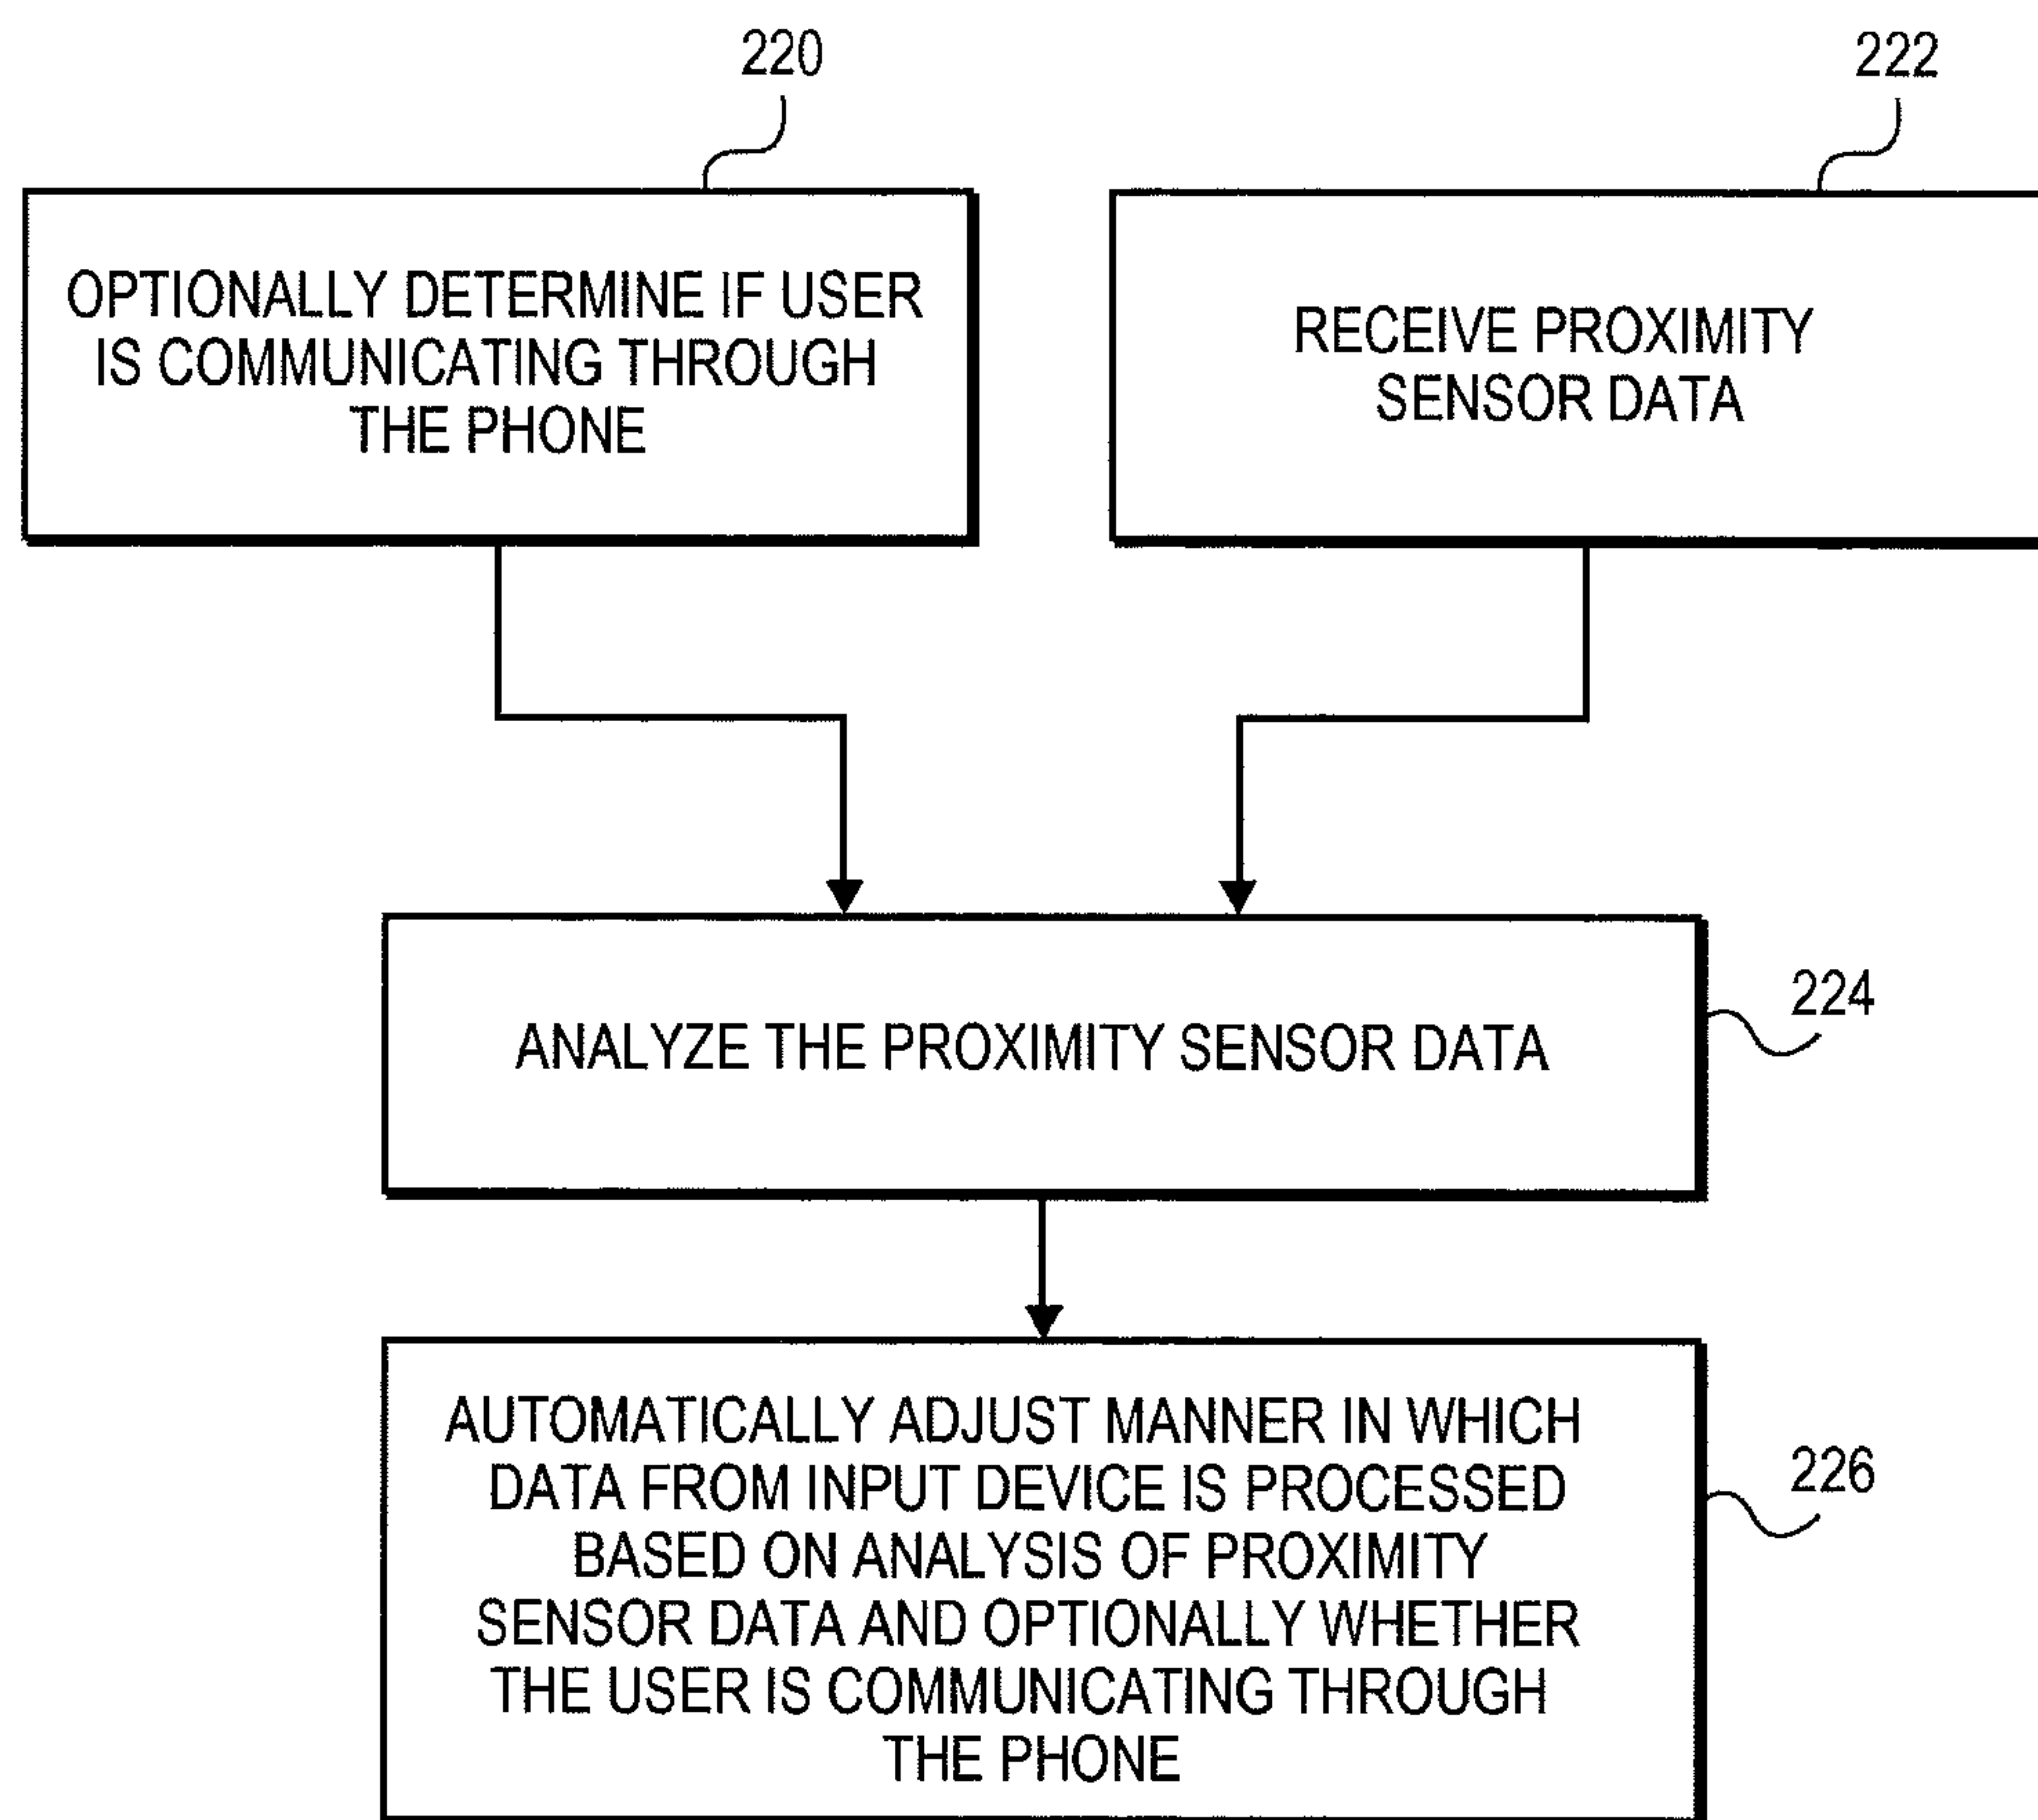 220
222
OPTIONALLY DETERMINE IF USER
IS COMMUNICATING THROUGH
THE PHONE
RECEIVE PROXIMITY
SENSOR DATA
ANALYZE THE PROXIMITY SENSOR DATA
224
AUTOMATICALLY ADJUST MANNER IN WHICH
DATA FROM INPUT DEVICE IS PROCESSED
BASED ON ANALYSIS OF PROXIMITY
SENSOR DATA AND OPTIONALLY WHETHER
THE USER IS COMMUNICATING THROUGH
THE PHONE
226